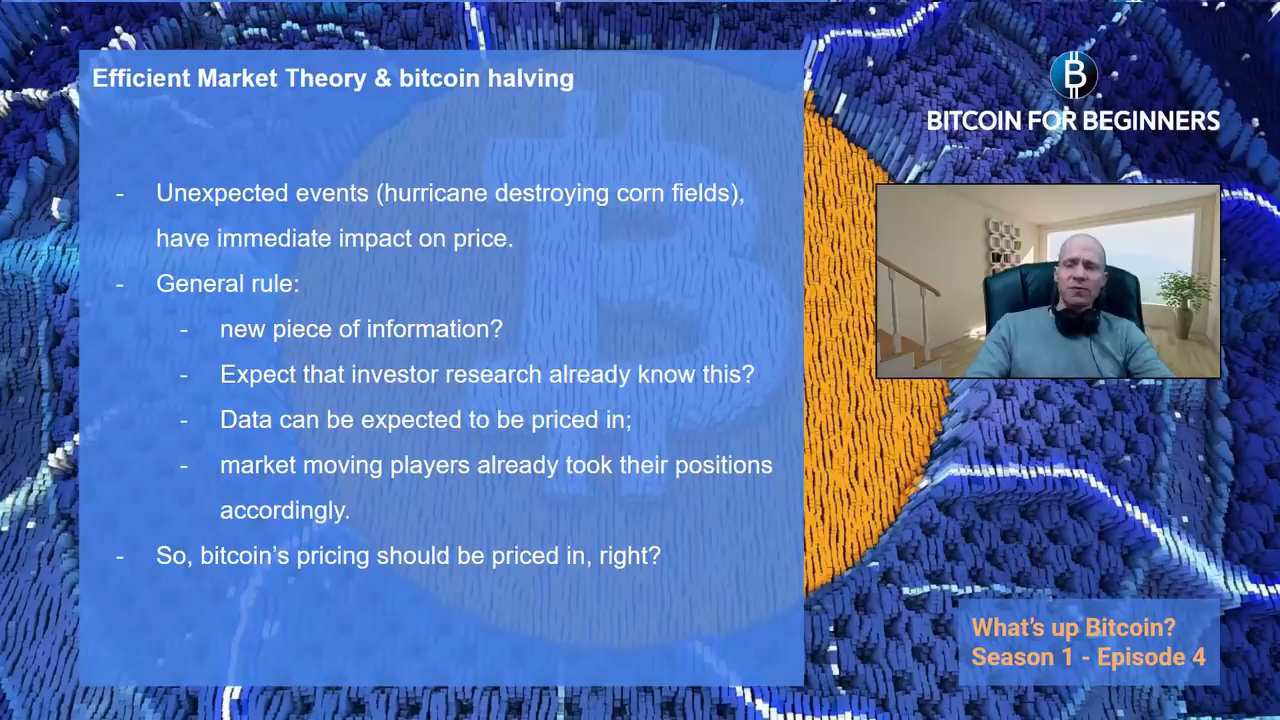 Efficient Market Theory & bitcoin halving
- Unexpected events (hurricane destroying corn fields),
have immediate impact on price.
- General rule:
- new piece of information?
- Expect that investor research already know this?
- Data can be expected to be priced in;
- market moving players already took their positions
accordingly.
- So, bitcoin’s pricing should be priced in, right?
BITCOIN FOR BEGINNERS
What’s up Bitcoin?
Season 1 - Episode 4